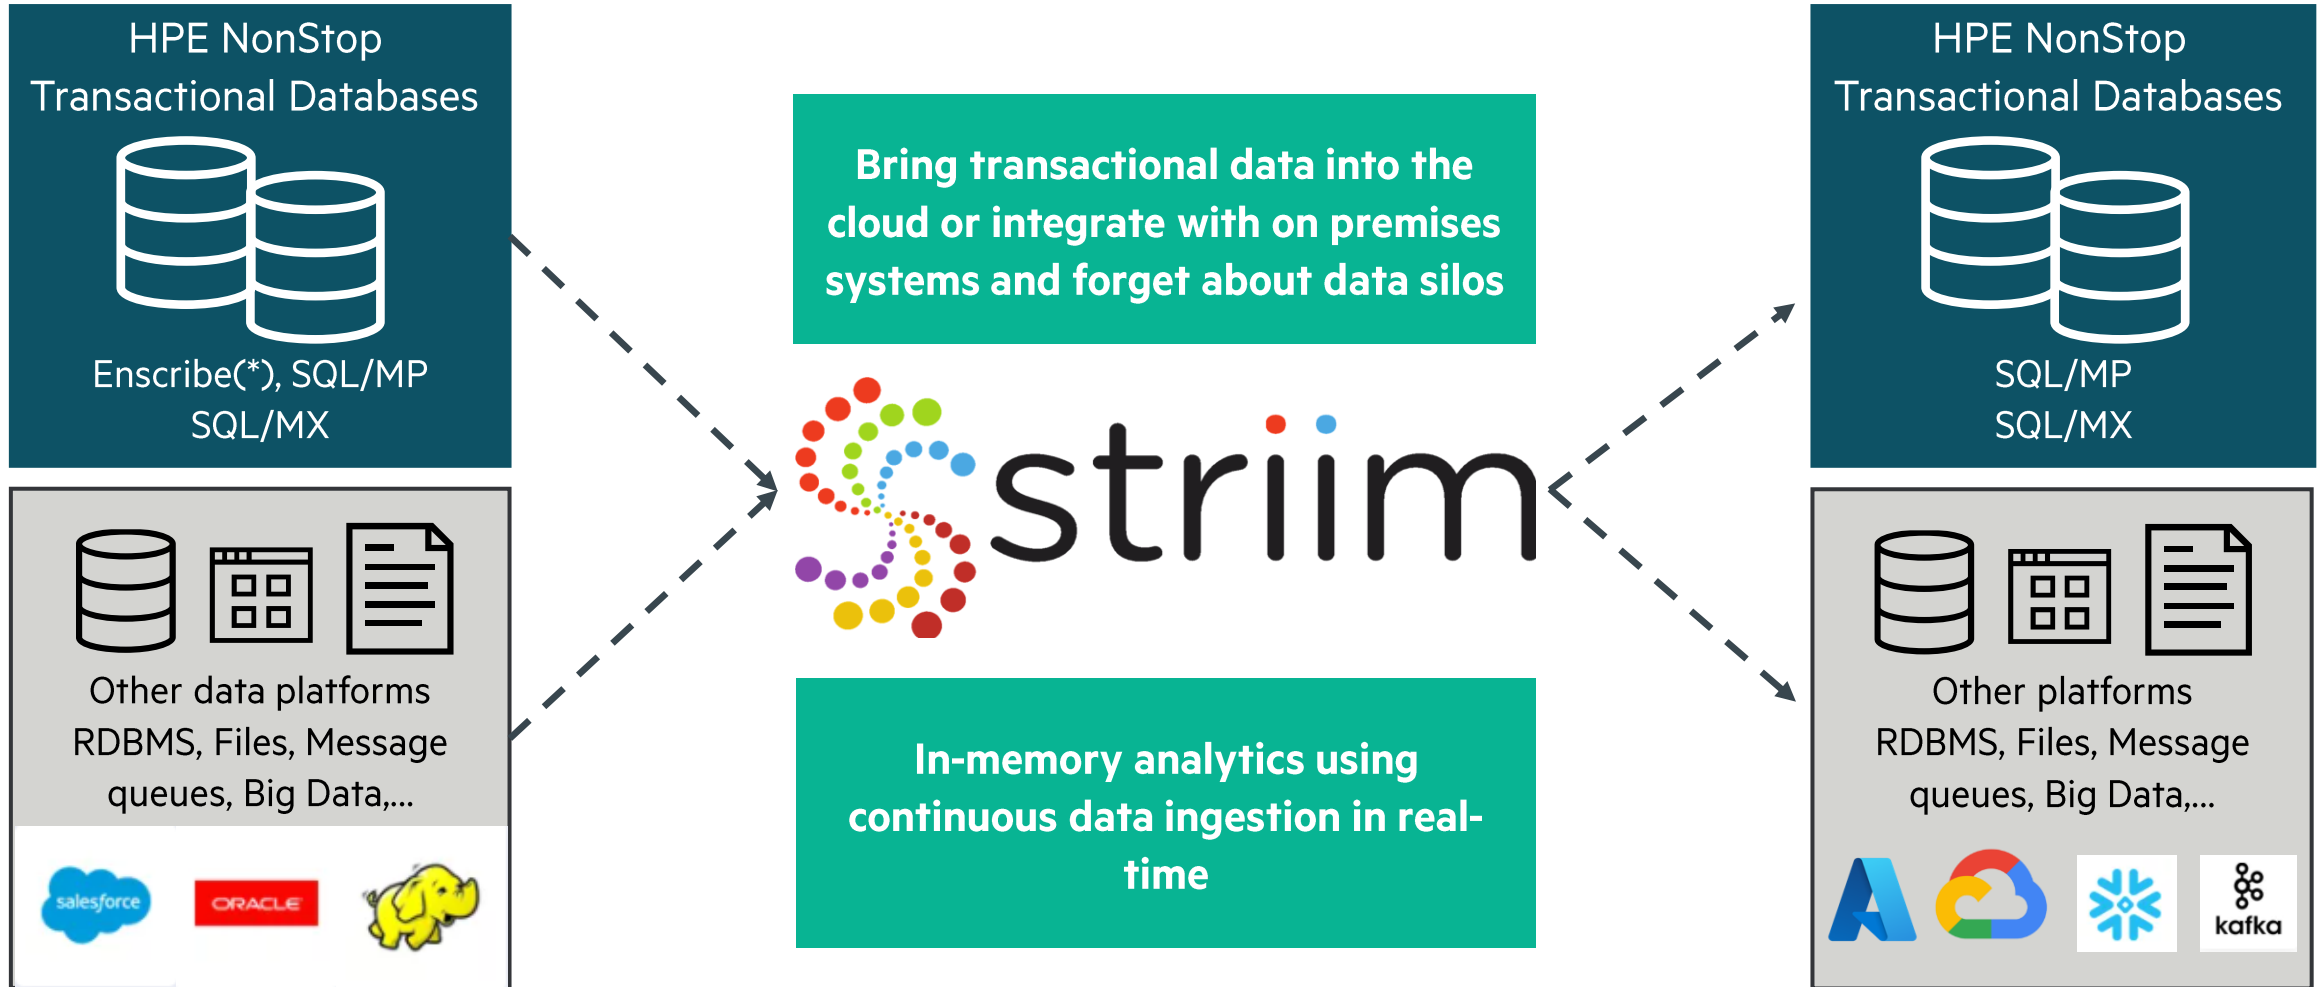 HPE NonStop
Transactional Databases
Enscribe(*), SQL/MP
SQL/MX
Other data platforms
RDBMS, Files, Message
queues, Big Data,...
salesforce
ORACLE
Bring transactional data into the
cloud or integrate with on premises
systems and forget about data silos
striim
In-memory analytics using
continuous data ingestion in real-
time
HPE NonStop
Transactional Databases
SQL/MP
SQL/MX
Other platforms
RDBMS, Files, Message
queues, Big Data,...
kafka